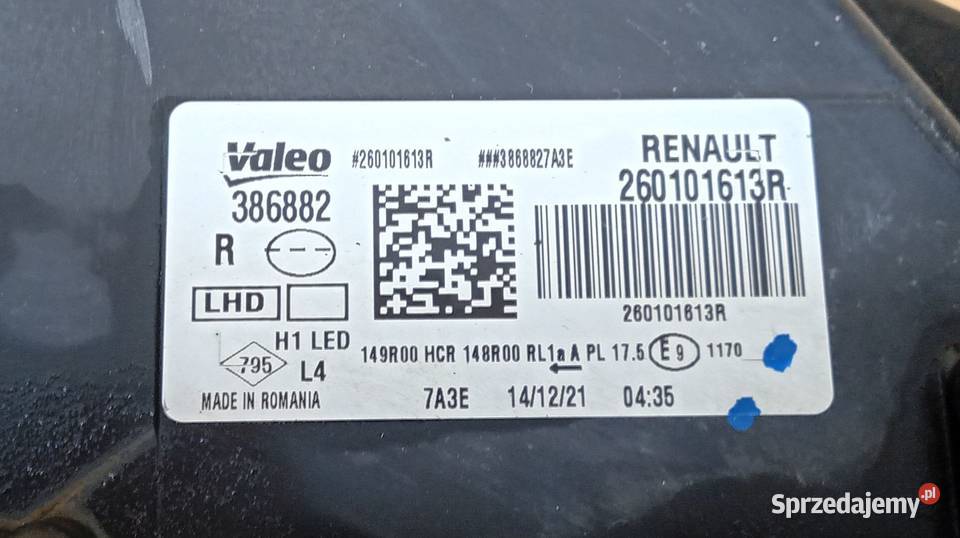 Valeo #260101613R ###3868827A3E RENAULT
386882 260101613R
R
LHD
260101613R
H1 LED
795 L4
149R00 HCR 148R00 RL1a A PL 17.5 E9 1170
MADE IN ROMANIA 7A3E 14/12/21 04:35
Sprzedajemy.pl